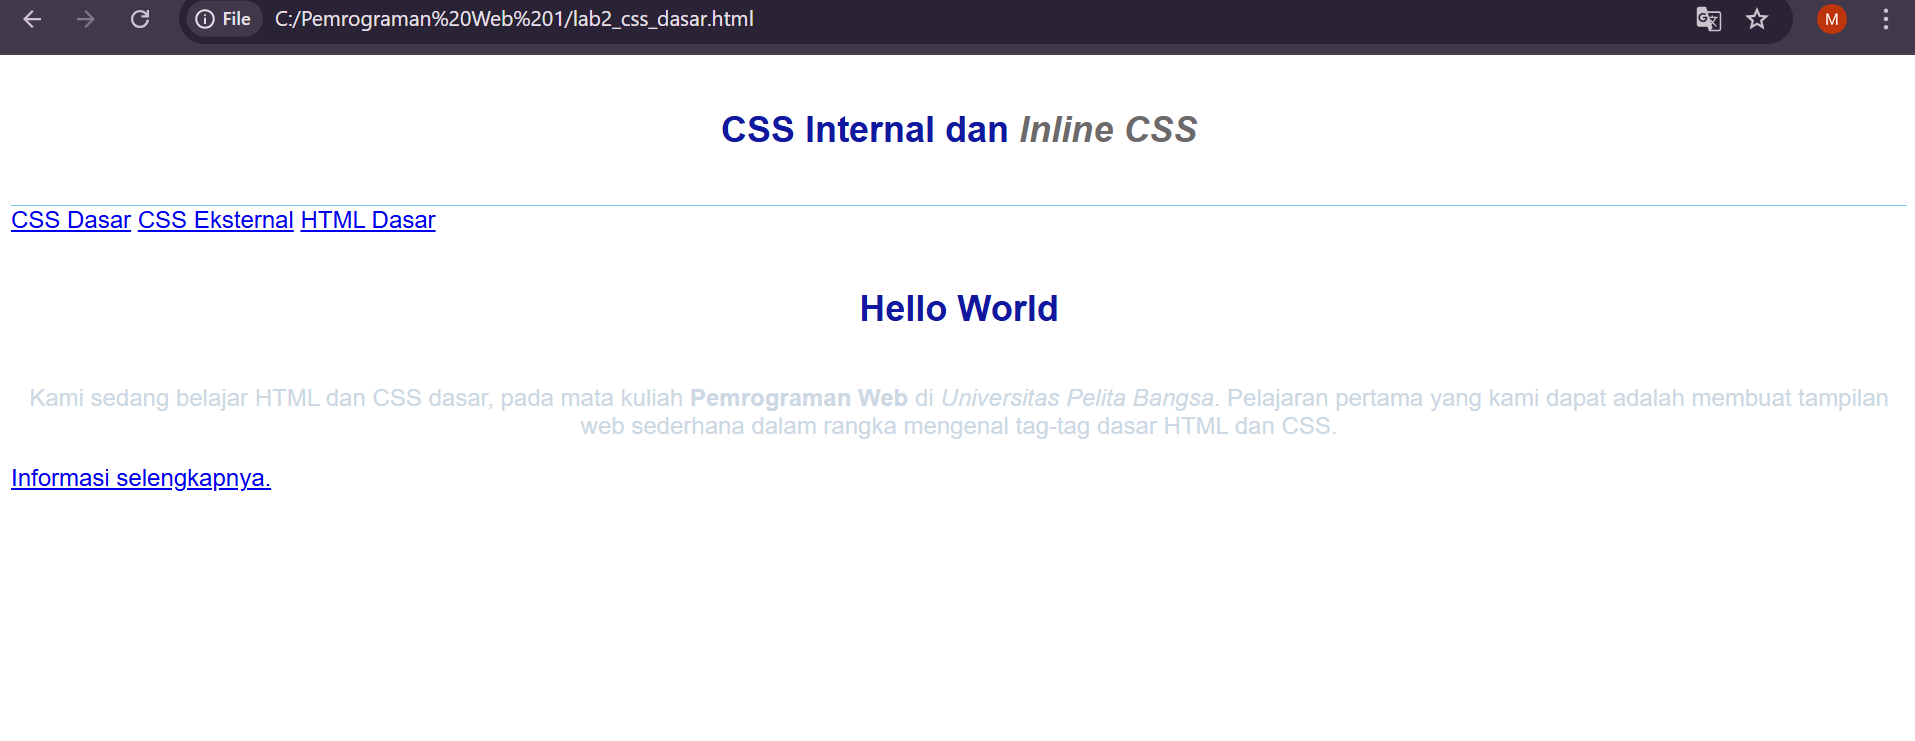 File C:/Pemrograman%20Web%201/lab2_css_dasar.html M
CSS Internal dan Inline CSS
CSS Dasar CSS Eksternal HTML Dasar
Hello World
Kami sedang belajar HTML dan CSS dasar, pada mata kuliah Pemrograman Web di Universitas Pelita Bangsa. Pelajaran pertama yang kami dapat adalah membuat tampilan
web sederhana dalam rangka mengenal tag-tag dasar HTML dan CSS.
Informasi selengkapnya.